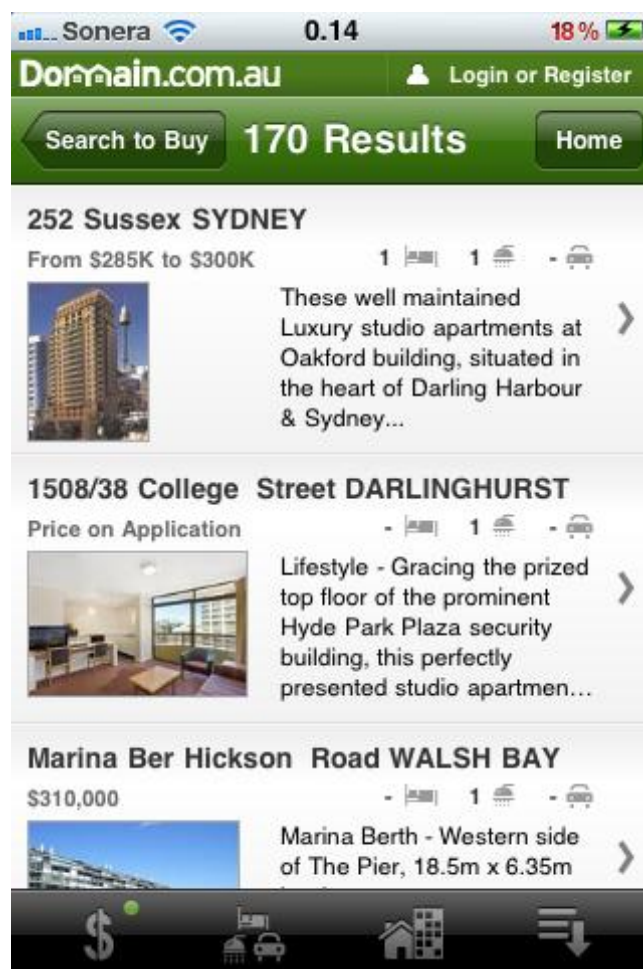 Sonera 0.14 18%
Domain.com.au Login or Register
Search to Buy 170 Results Home
252 Sussex SYDNEY
From $285K to $300K 1 1 -
These well maintained
Luxury studio apartments at
Oakford building, situated in
the heart of Darling Harbour
& Sydney...
1508/38 College Street DARLINGHURST
Price on Application - 1 -
Lifestyle - Gracing the prized
top floor of the prominent
Hyde Park Plaza security
building, this perfectly
presented studio apartmen...
Marina Ber Hickson Road WALSH BAY
$310,000 - 1 -
Marina Berth - Western side
of The Pier, 18.5m x 6.35m
$